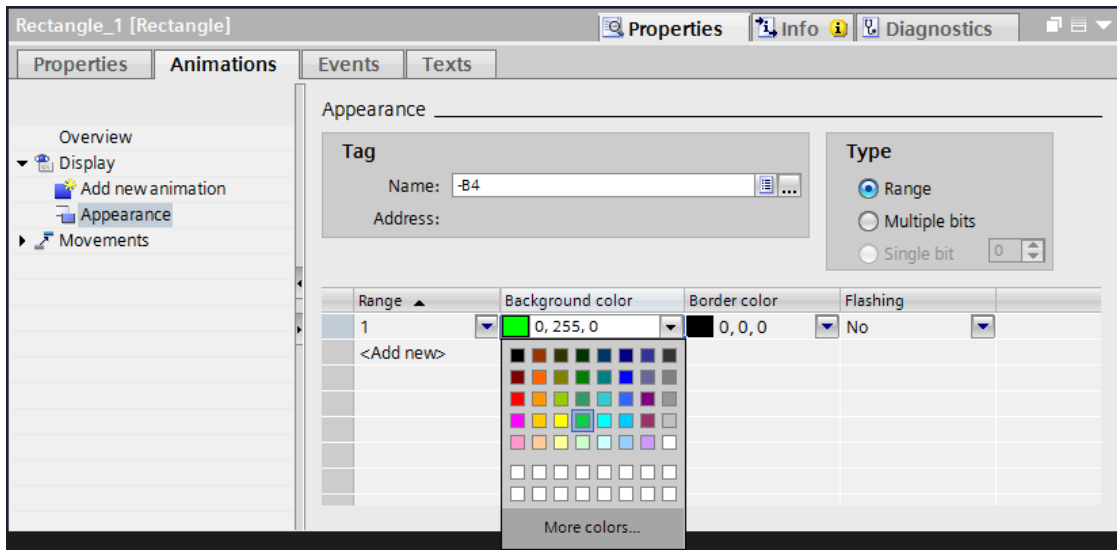 Rectangle_1 [Rectangle]
Properties
Info
Diagnostics
Properties
Animations
Events
Texts
Overview
Display
Add new animation
Appearance
Movements
Appearance
Tag
Name: -B4
Address:
Type
Range
Multiple bits
Single bit 0
Range Background color Border color Flashing
1 0, 255, 0 0, 0, 0 No
<Add new>
More colors...